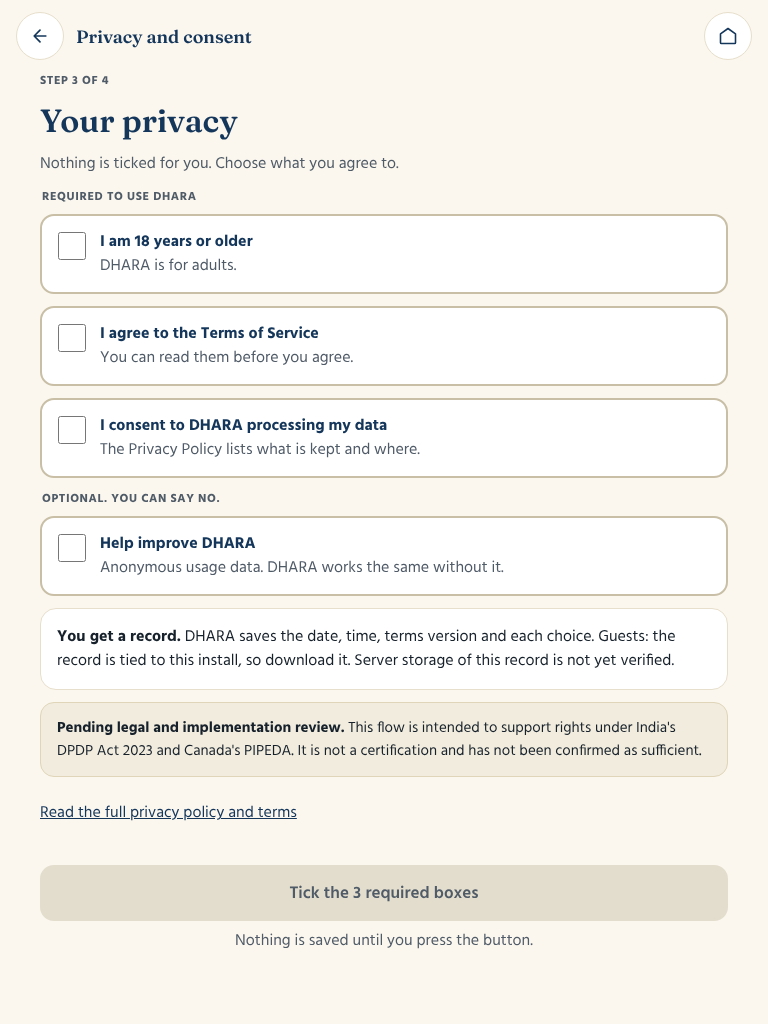 Privacy and consent
STEP 3 OF 4
Your privacy
Nothing is ticked for you. Choose what you agree to.
REQUIRED TO USE DHARA
I am 18 years or older
DHARA is for adults.
I agree to the Terms of Service
You can read them before you agree.
I consent to DHARA processing my data
The Privacy Policy lists what is kept and where.
OPTIONAL. YOU CAN SAY NO.
Help improve DHARA
Anonymous usage data. DHARA works the same without it.
You get a record. DHARA saves the date, time, terms version and each choice. Guests: the
record is tied to this install, so download it. Server storage of this record is not yet verified.
Pending legal and implementation review. This flow is intended to support rights under India's
DPDP Act 2023 and Canada's PIPEDA. It is not a certification and has not been confirmed as sufficient.
Read the full privacy policy and terms
Tick the 3 required boxes
Nothing is saved until you press the button.